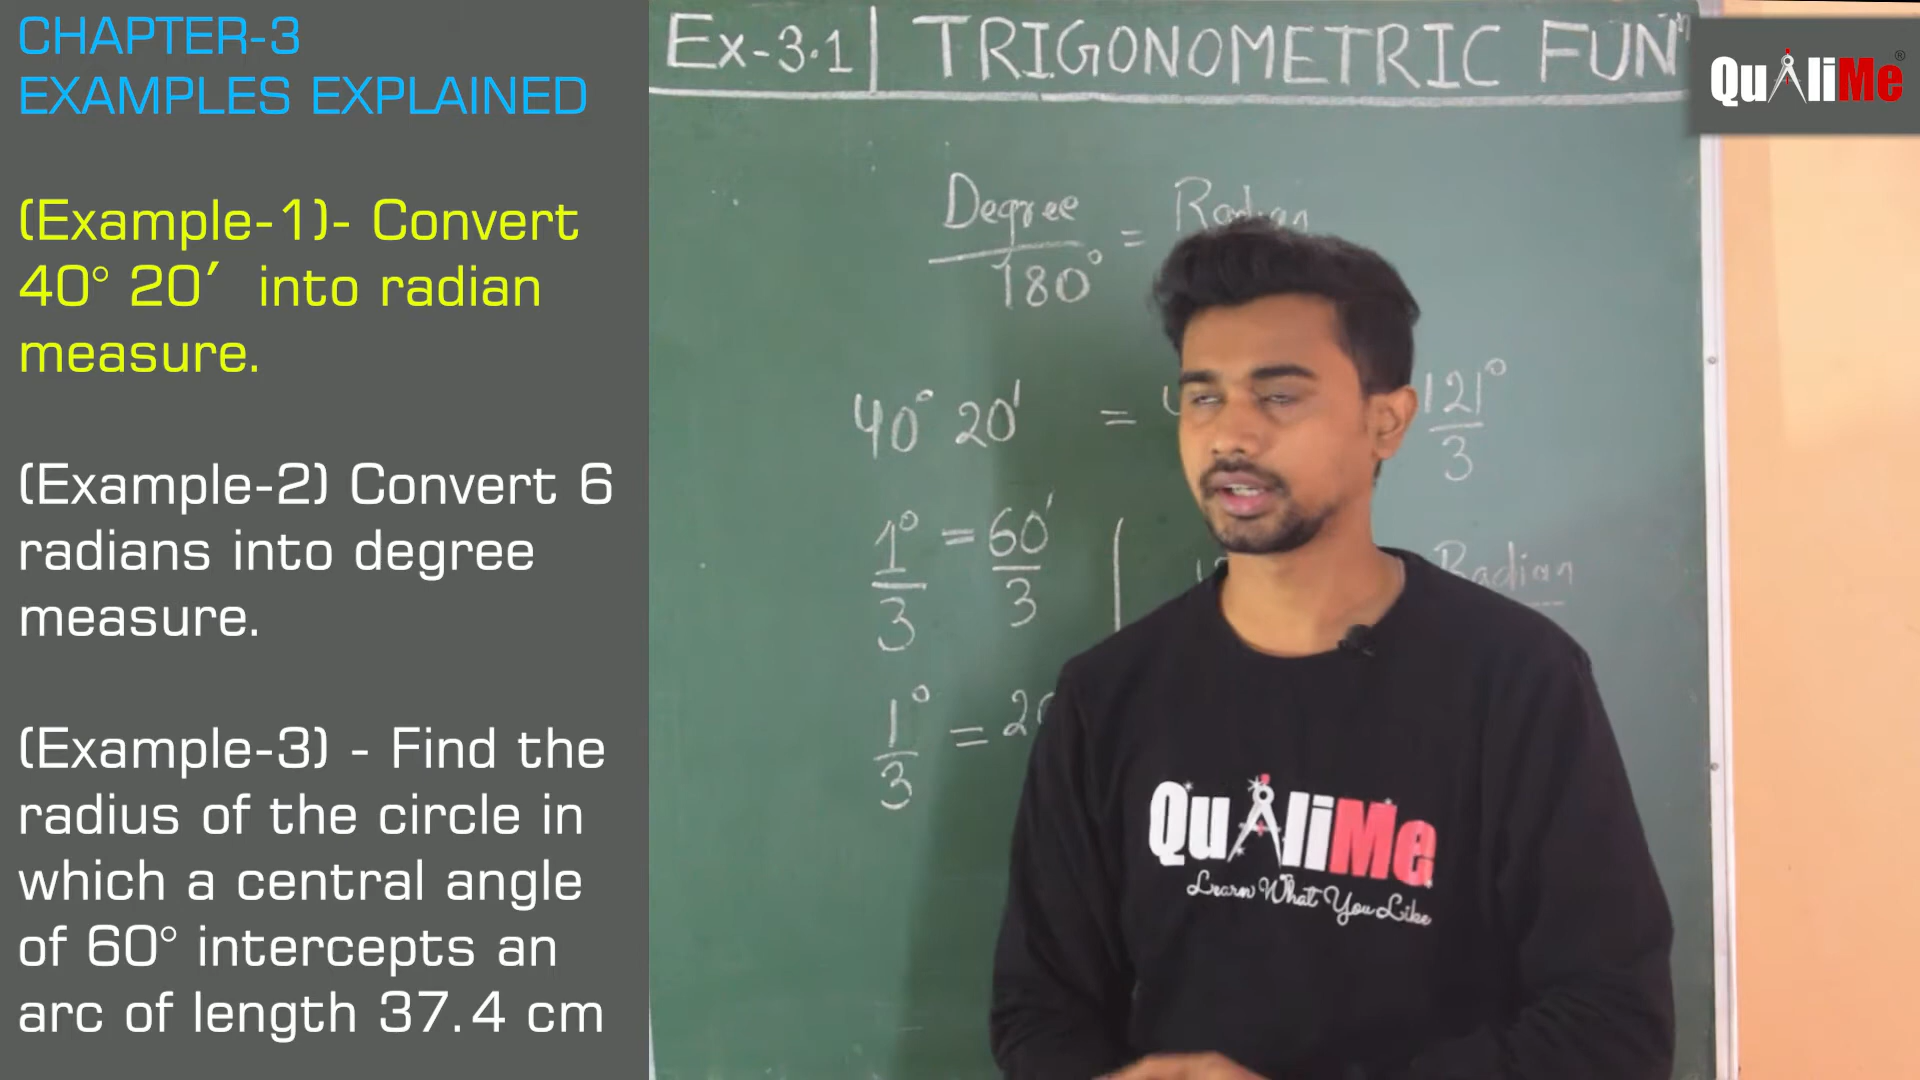 CHAPTER-3
EXAMPLES EXPLAINED
(Example-1)- Convert
40° 20′ into radian
measure.
(Example-2) Convert 6
radians into degree
measure.
(Example-3) - Find the
radius of the circle in
which a central angle
of 60° intercepts an
arc of length 37.4 cm
Ex-3.1 | TRIGONOMETRIC FUNⁿ
QuAliMe®
Degree = Radian
180°
40° 20' =
121°
3
1° = 60'
3 3
Radian
1° =
3
QuAliMe
Learn What You Like